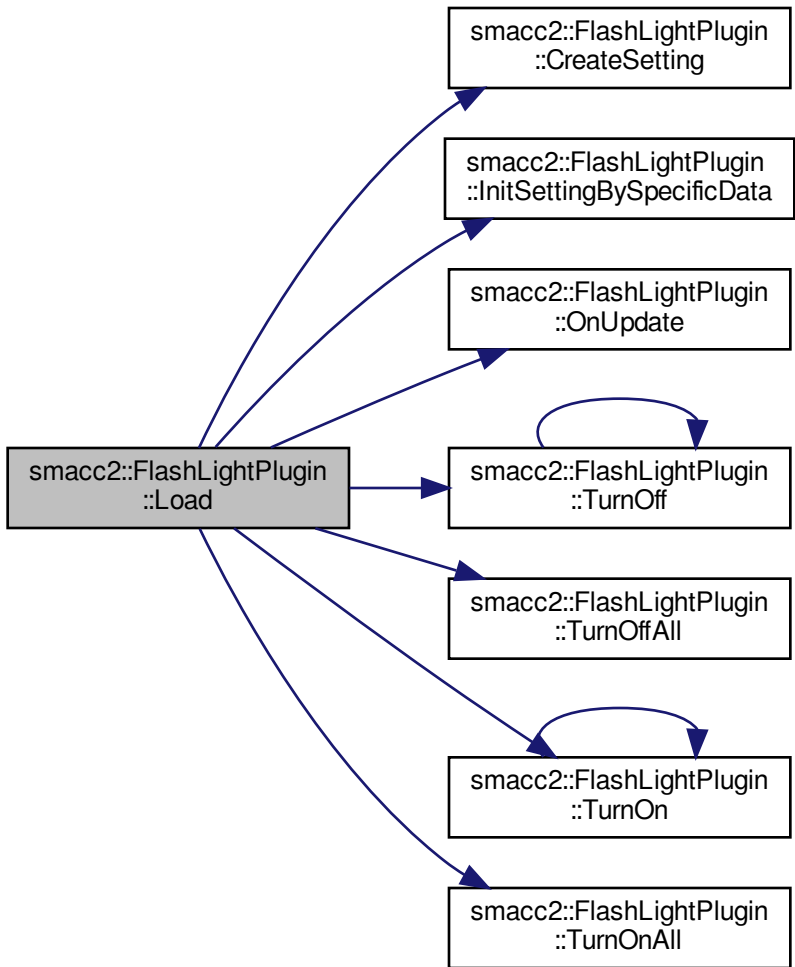 smacc2::FlashLightPlugin
::CreateSetting
smacc2::FlashLightPlugin
::InitSettingBySpecificData
smacc2::FlashLightPlugin
::OnUpdate
smacc2::FlashLightPlugin
::Load
smacc2::FlashLightPlugin
::TurnOff
smacc2::FlashLightPlugin
::TurnOffAll
smacc2::FlashLightPlugin
::TurnOn
smacc2::FlashLightPlugin
::TurnOnAll